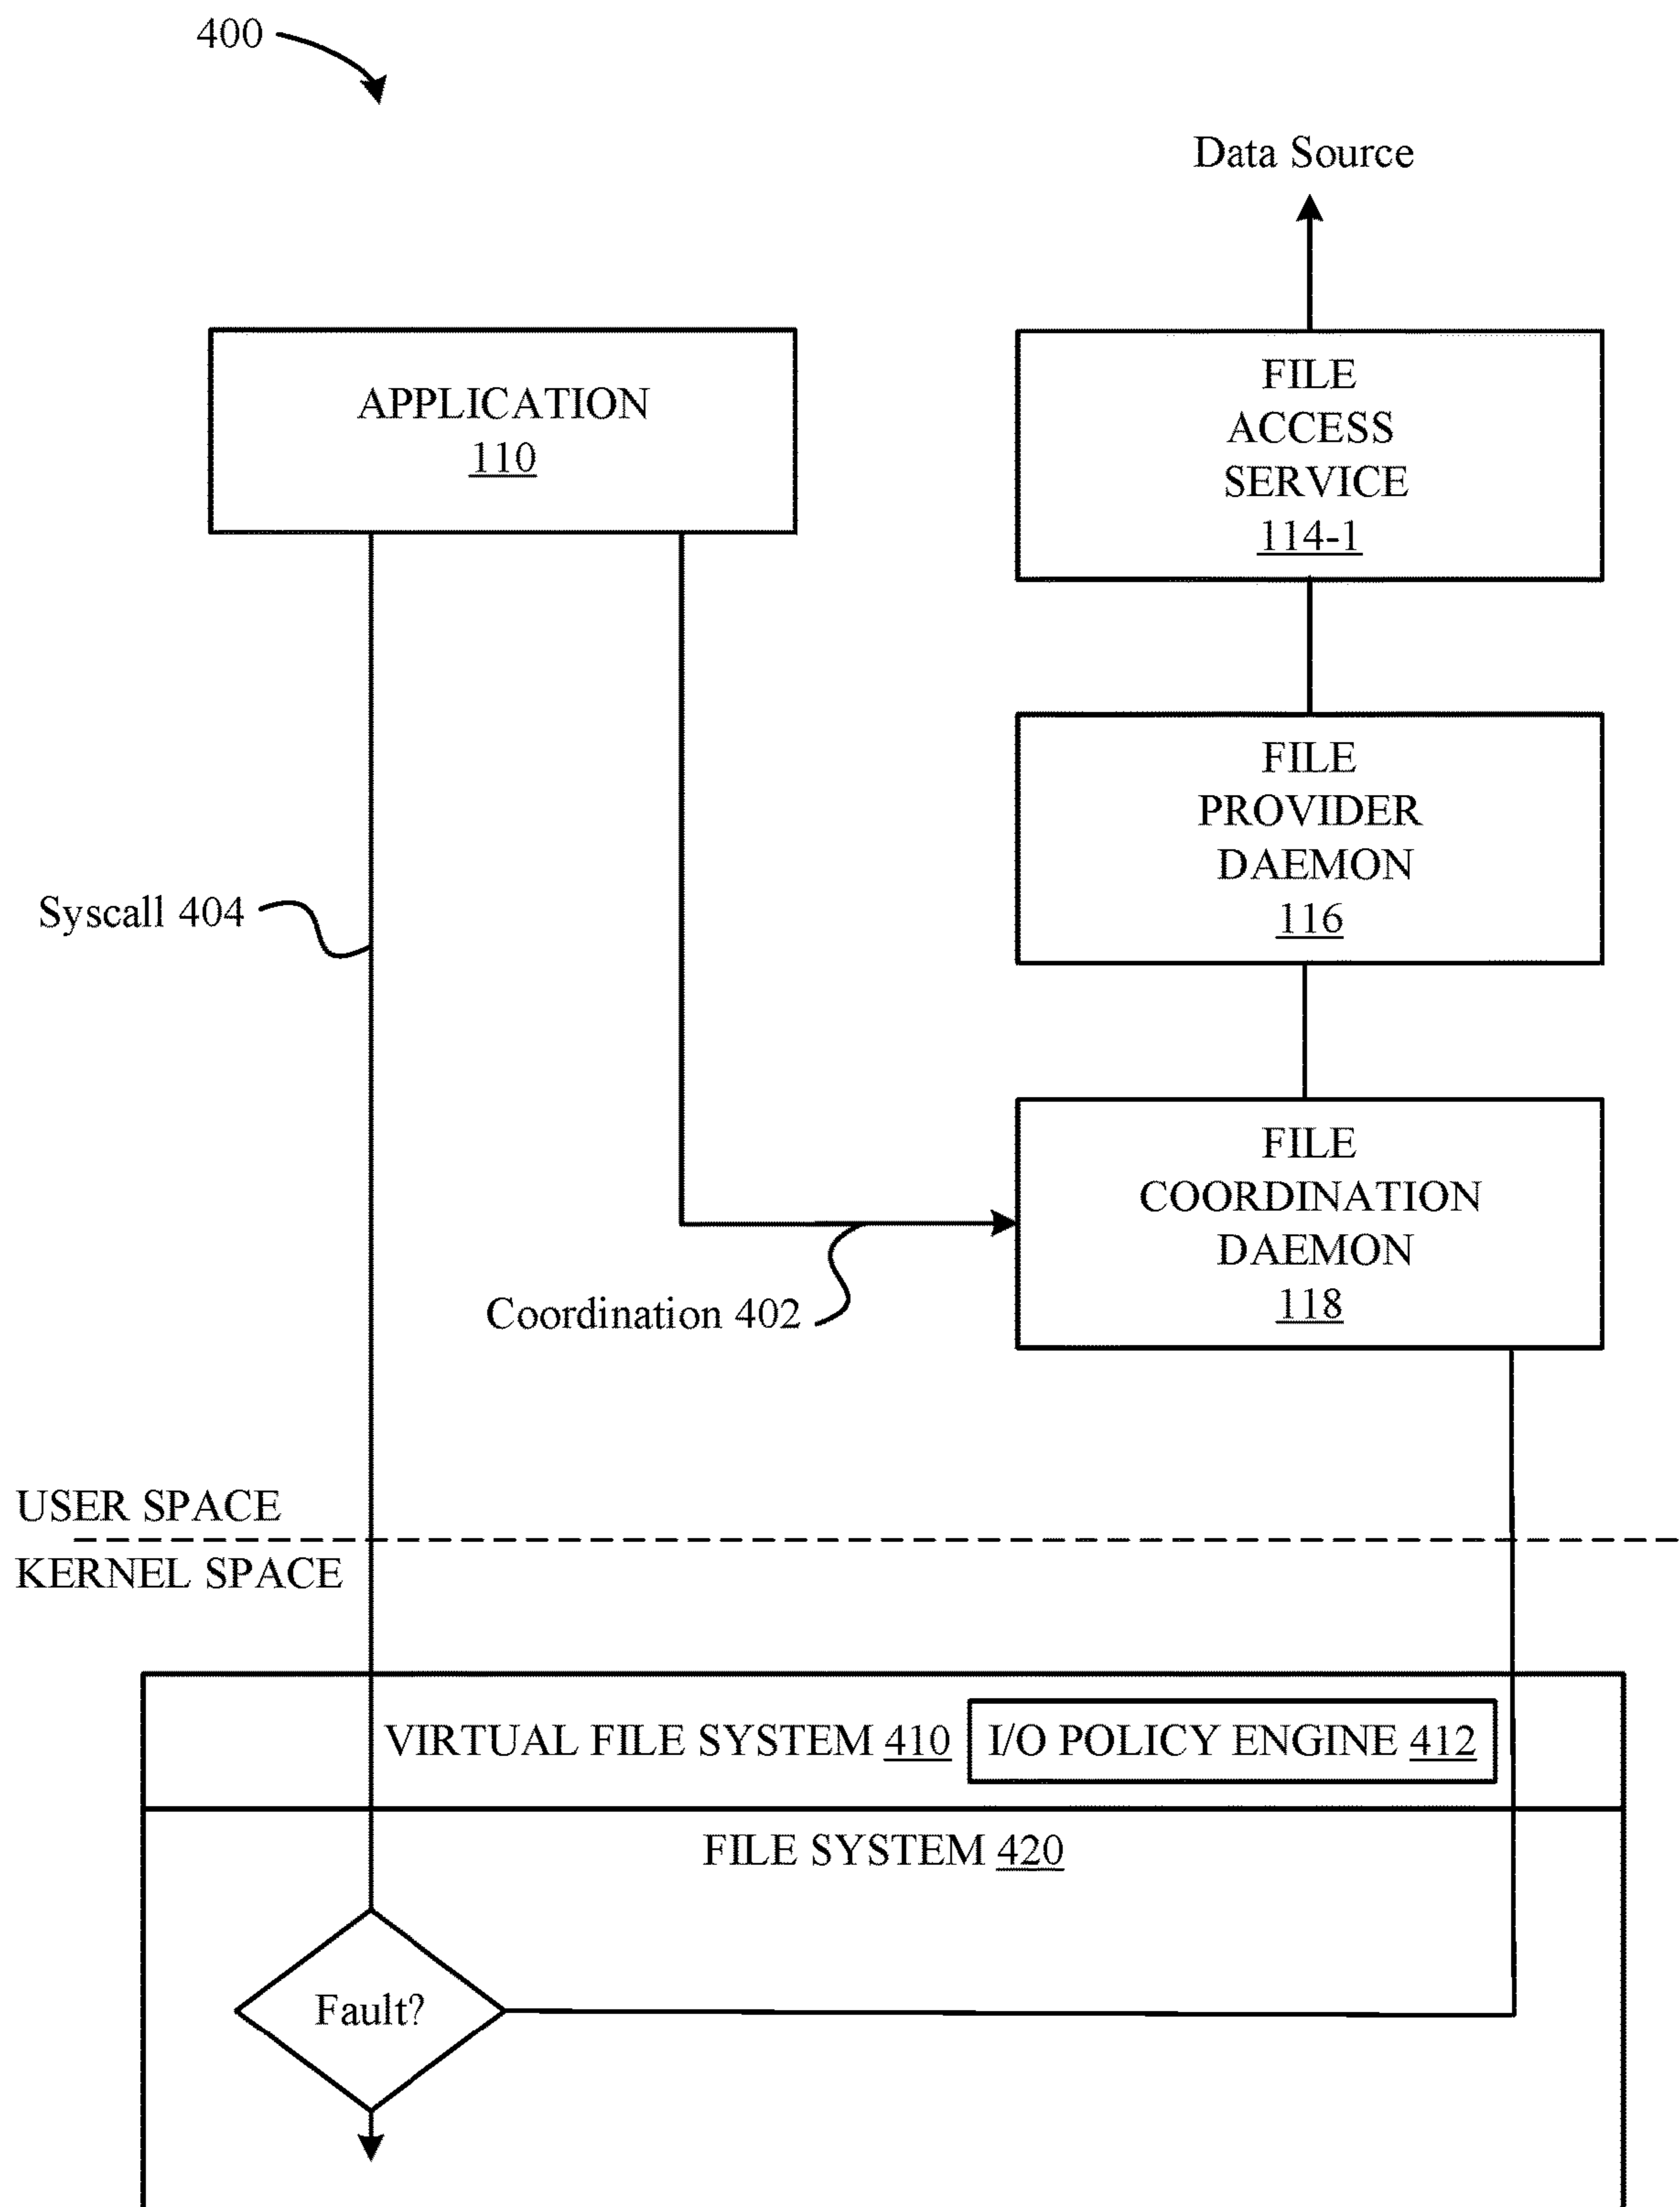 400
Data Source
APPLICATION
110
FILE
ACCESS
SERVICE
114-1
FILE
PROVIDER
DAEMON
116
Syscall 404
FILE
COORDINATION
DAEMON
118
Coordination 402
USER SPACE
KERNEL SPACE
VIRTUAL FILE SYSTEM 410 I/O POLICY ENGINE 412
FILE SYSTEM 420
Fault?